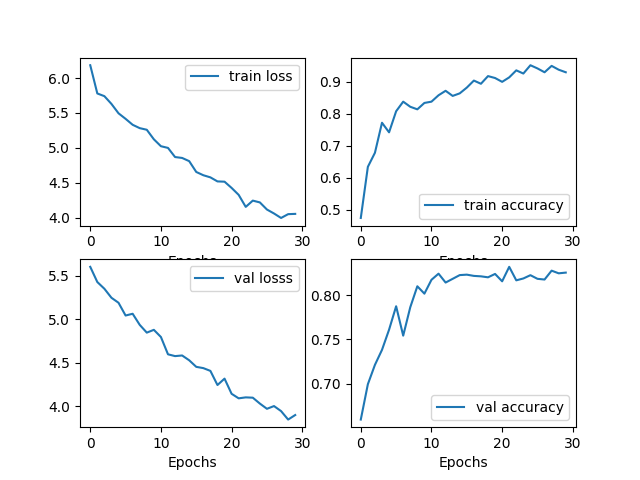 6.0
5.5
5.0
4.5
4.0
train loss
0 10 20 30
Epochs
0.9
0.8
0.7
0.6
0.5
train accuracy
0 10 20 30
Epochs
5.5
5.0
4.5
4.0
val losss
0 10 20 30
Epochs
0.80
0.75
0.70
val accuracy
0 10 20 30
Epochs